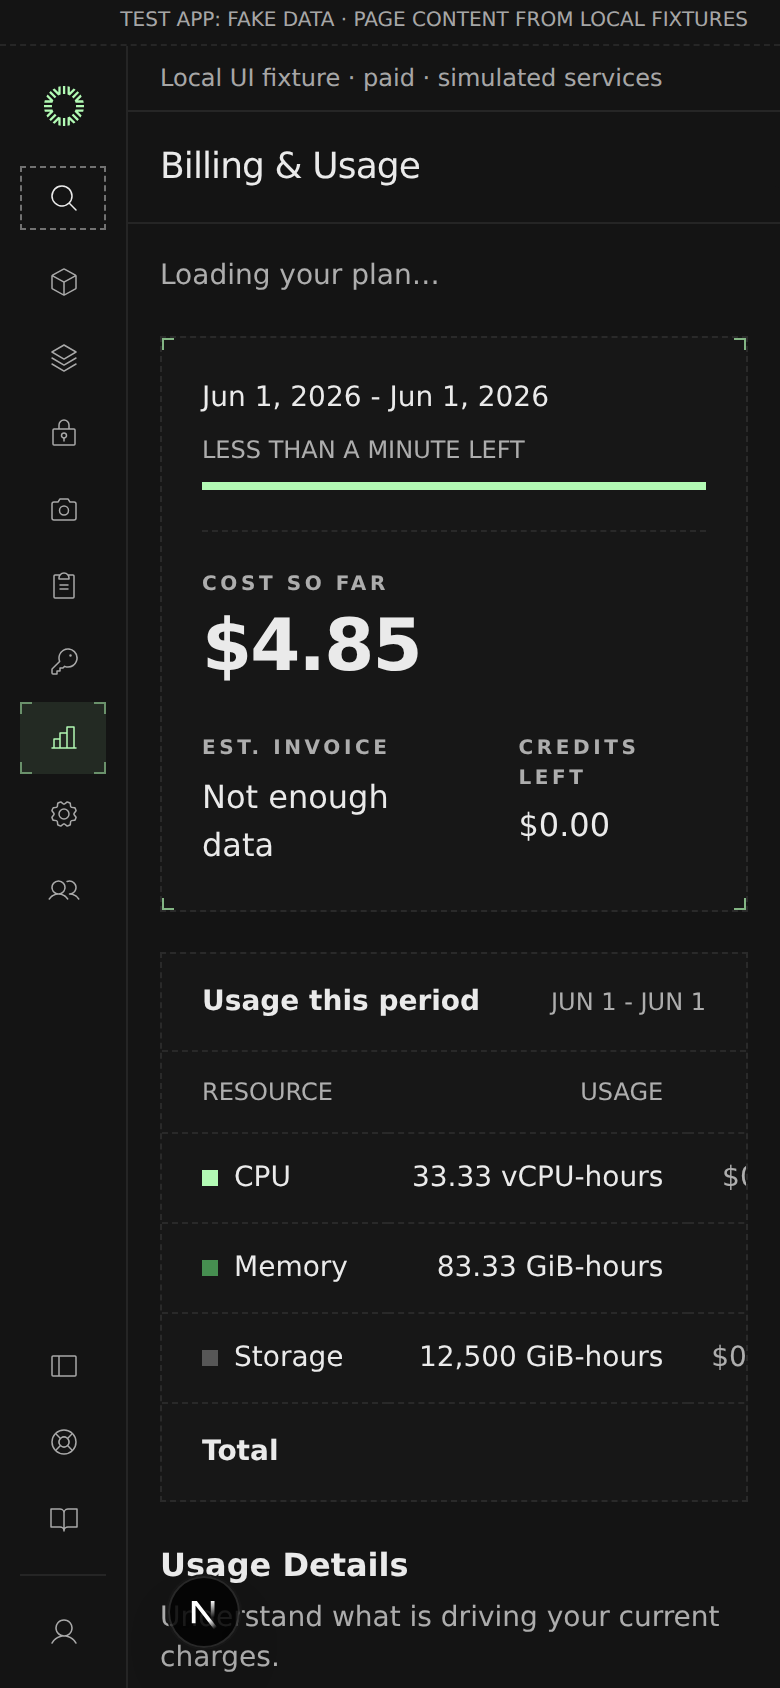 TEST APP: FAKE DATA · PAGE CONTENT FROM LOCAL FIXTURES
Local UI fixture · paid · simulated services
Billing & Usage
Loading your plan...
Jun 1, 2026 - Jun 1, 2026
LESS THAN A MINUTE LEFT
COST SO FAR
$4.85
EST. INVOICE
Not enough
data
CREDITS
LEFT
$0.00
Usage this period JUN 1 - JUN 1
RESOURCE USAGE
CPU 33.33 vCPU-hours
Memory 83.33 GiB-hours
Storage 12,500 GiB-hours $0
Total
Usage Details
Understand what is driving your current
charges.